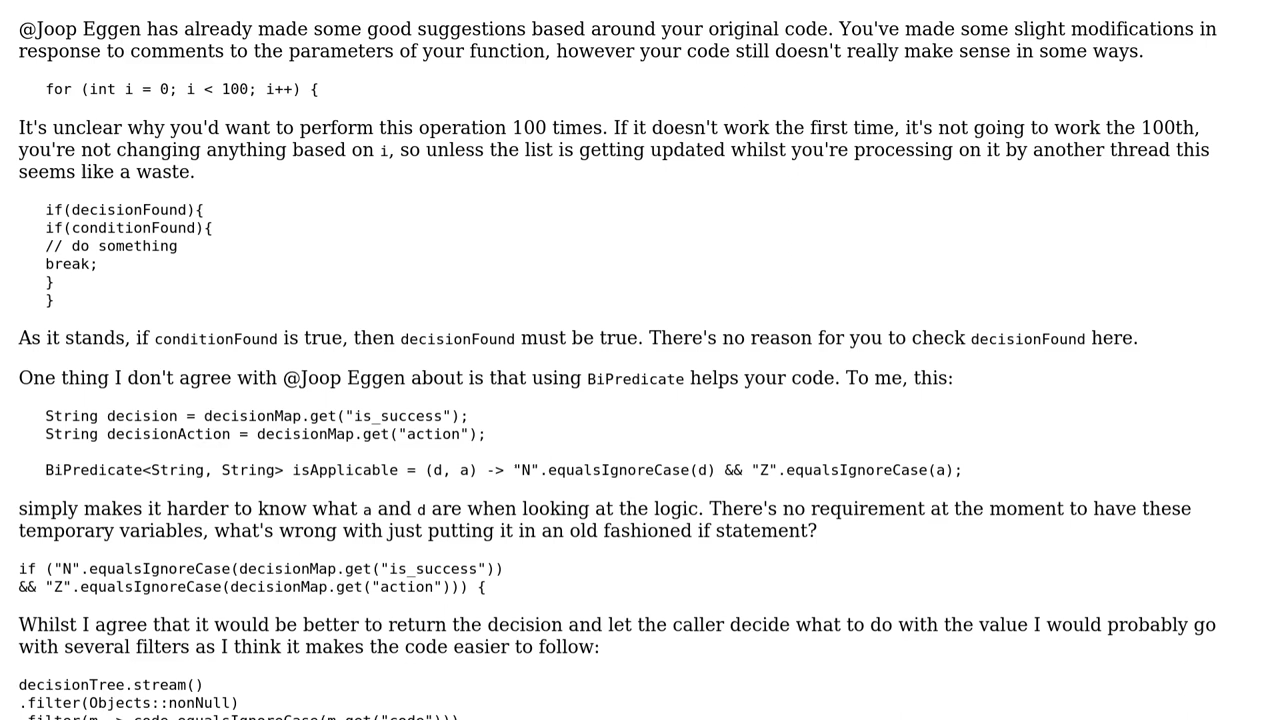 @Joop Eggen has already made some good suggestions based around your original code. You've made some slight modifications in
response to comments to the parameters of your function, however your code still doesn't really make sense in some ways.
for (int i = 0; i < 100; i++) {
It's unclear why you'd want to perform this operation 100 times. If it doesn't work the first time, it's not going to work the 100th,
you're not changing anything based on i, so unless the list is getting updated whilst you're processing on it by another thread this
seems like a waste.
if(decisionFound){
if(conditionFound){
// do something
break;
}
}
As it stands, if conditionFound is true, then decisionFound must be true. There's no reason for you to check decisionFound here.
One thing I don't agree with @Joop Eggen about is that using BiPredicate helps your code. To me, this:
String decision = decisionMap.get("is_success");
String decisionAction = decisionMap.get("action");
BiPredicate<String, String> isApplicable = (d, a) -> "N".equalsIgnoreCase(d) && "Z".equalsIgnoreCase(a);
simply makes it harder to know what a and d are when looking at the logic. There's no requirement at the moment to have these
temporary variables, what's wrong with just putting it in an old fashioned if statement?
if ("N".equalsIgnoreCase(decisionMap.get("is_success"))
&& "Z".equalsIgnoreCase(decisionMap.get("action"))) {
Whilst I agree that it would be better to return the decision and let the caller decide what to do with the value I would probably go
with several filters as I think it makes the code easier to follow:
decisionTree.stream()
.filter(Objects::nonNull)
.filter(m -> code.equalsIgnoreCase(m.get("code")))